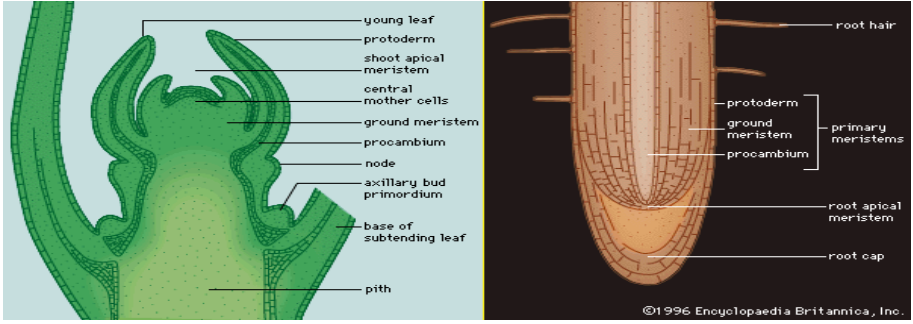 young leaf
protoderm
shoot apical
meristem
central
mother cells
ground meristem
procambium
node
axillary bud
primordium
base of
subtending leaf
pith
root hair
protoderm
ground
meristem
procambium
primary
meristems
root apical
meristem
root cap
©1996 Encyclopaedia Britannica, Inc.